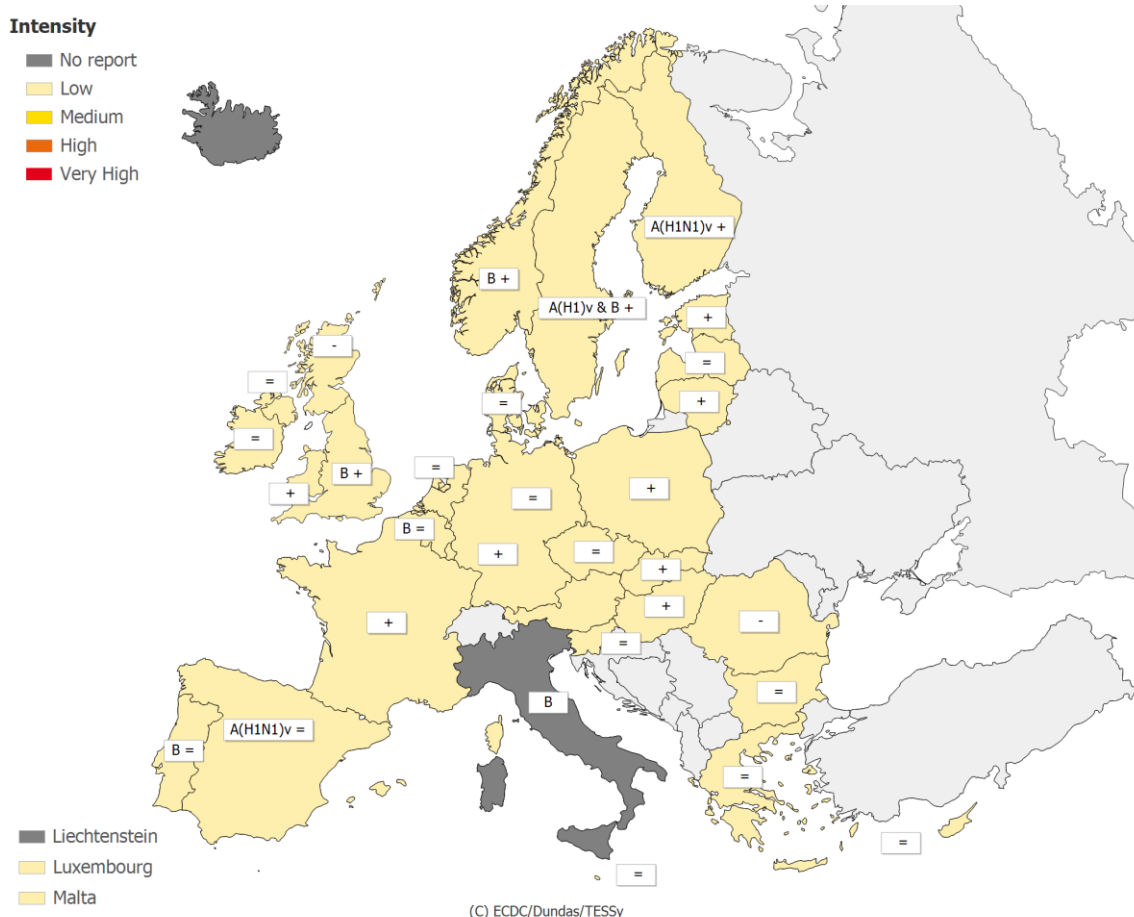 Intensity
No report
Low
Medium
High
Very High
A(H1N1)v +
B +
A(H1)v & B +
+
-
=
=
=
+
=
B +
=
+
=
+
B =
+
=
+
+
+
=
-
=
B
A(H1N1)v =
B =
=
=
=
Liechtenstein
Luxembourg
Malta
(C) ECDC/Dundas/TESSy